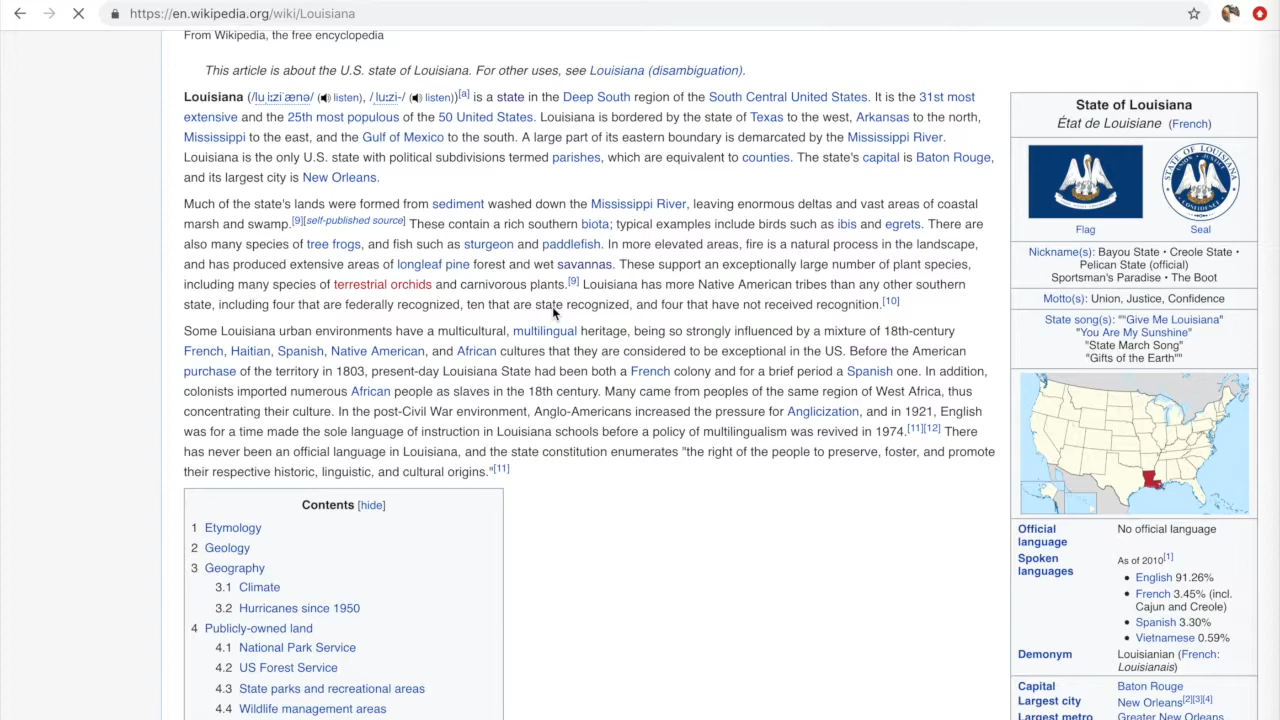 https://en.wikipedia.org/wiki/Louisiana
From Wikipedia, the free encyclopedia
This article is about the U.S. state of Louisiana. For other uses, see Louisiana (disambiguation).
Louisiana (/luˌiːziˈænə/ (listen), /ˌluːzi-/ (listen))[a] is a state in the Deep South region of the South Central United States. It is the 31st most
extensive and the 25th most populous of the 50 United States. Louisiana is bordered by the state of Texas to the west, Arkansas to the north,
Mississippi to the east, and the Gulf of Mexico to the south. A large part of its eastern boundary is demarcated by the Mississippi River.
Louisiana is the only U.S. state with political subdivisions termed parishes, which are equivalent to counties. The state's capital is Baton Rouge,
and its largest city is New Orleans.
Much of the state's lands were formed from sediment washed down the Mississippi River, leaving enormous deltas and vast areas of coastal
marsh and swamp.[9][self-published source] These contain a rich southern biota; typical examples include birds such as ibis and egrets. There are
also many species of tree frogs, and fish such as sturgeon and paddlefish. In more elevated areas, fire is a natural process in the landscape,
and has produced extensive areas of longleaf pine forest and wet savannas. These support an exceptionally large number of plant species,
including many species of terrestrial orchids and carnivorous plants.[9] Louisiana has more Native American tribes than any other southern
state, including four that are federally recognized, ten that are state recognized, and four that have not received recognition.[10]
Some Louisiana urban environments have a multicultural, multilingual heritage, being so strongly influenced by a mixture of 18th-century
French, Haitian, Spanish, Native American, and African cultures that they are considered to be exceptional in the US. Before the American
purchase of the territory in 1803, present-day Louisiana State had been both a French colony and for a brief period a Spanish one. In addition,
colonists imported numerous African people as slaves in the 18th century. Many came from peoples of the same region of West Africa, thus
concentrating their culture. In the post-Civil War environment, Anglo-Americans increased the pressure for Anglicization, and in 1921, English
was for a time made the sole language of instruction in Louisiana schools before a policy of multilingualism was revived in 1974.[11][12] There
has never been an official language in Louisiana, and the state constitution enumerates "the right of the people to preserve, foster, and promote
their respective historic, linguistic, and cultural origins."[11]
Contents [hide]
1 Etymology
2 Geology
3 Geography
3.1 Climate
3.2 Hurricanes since 1950
4 Publicly-owned land
4.1 National Park Service
4.2 US Forest Service
4.3 State parks and recreational areas
4.4 Wildlife management areas
State of Louisiana
État de Louisiane (French)
STATE OF LOUISIANA
UNION JUSTICE
CONFIDENCE
Flag
Seal
Nickname(s): Bayou State • Creole State •
Pelican State (official)
Sportsman's Paradise • The Boot
Motto(s): Union, Justice, Confidence
State song(s): ""Give Me Louisiana"
"You Are My Sunshine"
"State March Song"
"Gifts of the Earth""
Official language No official language
Spoken languages As of 2010[1]
• English 91.26%
• French 3.45% (incl.
Cajun and Creole)
• Spanish 3.30%
• Vietnamese 0.59%
Demonym Louisianian (French:
Louisianais)
Capital Baton Rouge
Largest city New Orleans[2][3][4]
Largest metro Greater New Orleans